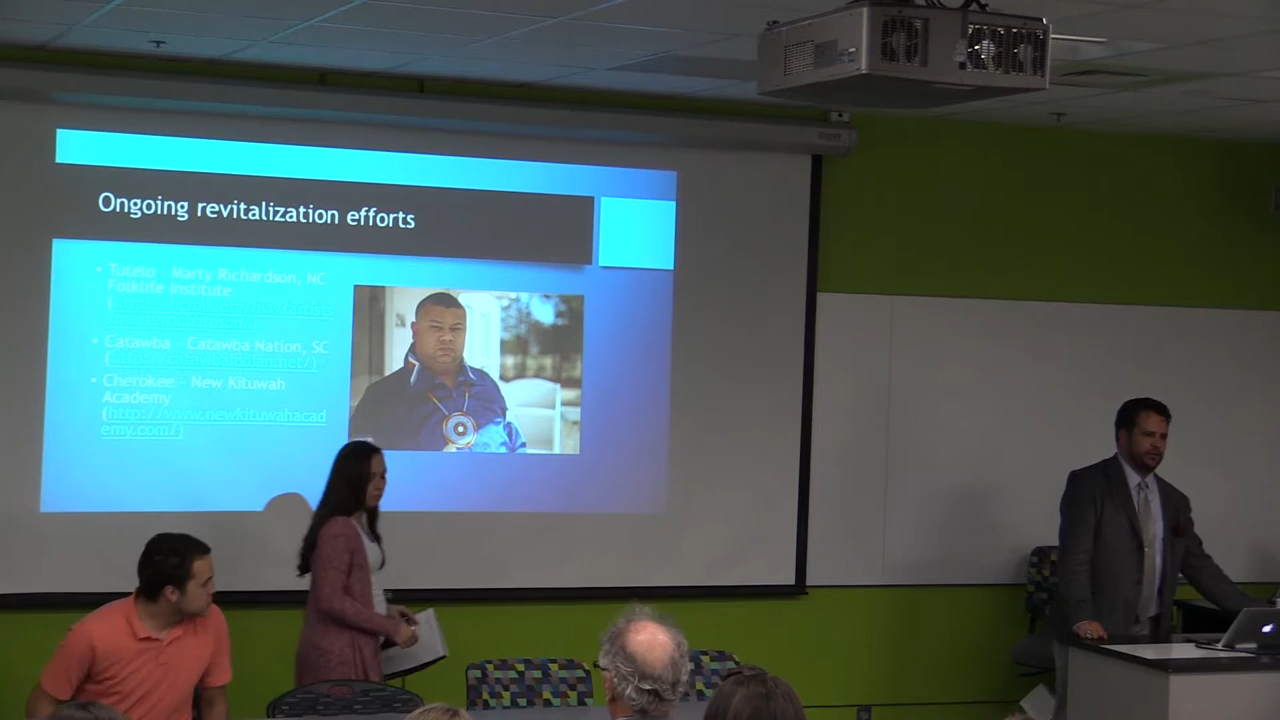 Ongoing revitalization efforts
• Tutelo - Marty Richardson, NC
Folklife Institute
• Catawba - Catawba Nation, SC
• Cherokee - New Kituwah
Academy
(http://www.newkituwahacad
emy.com/)